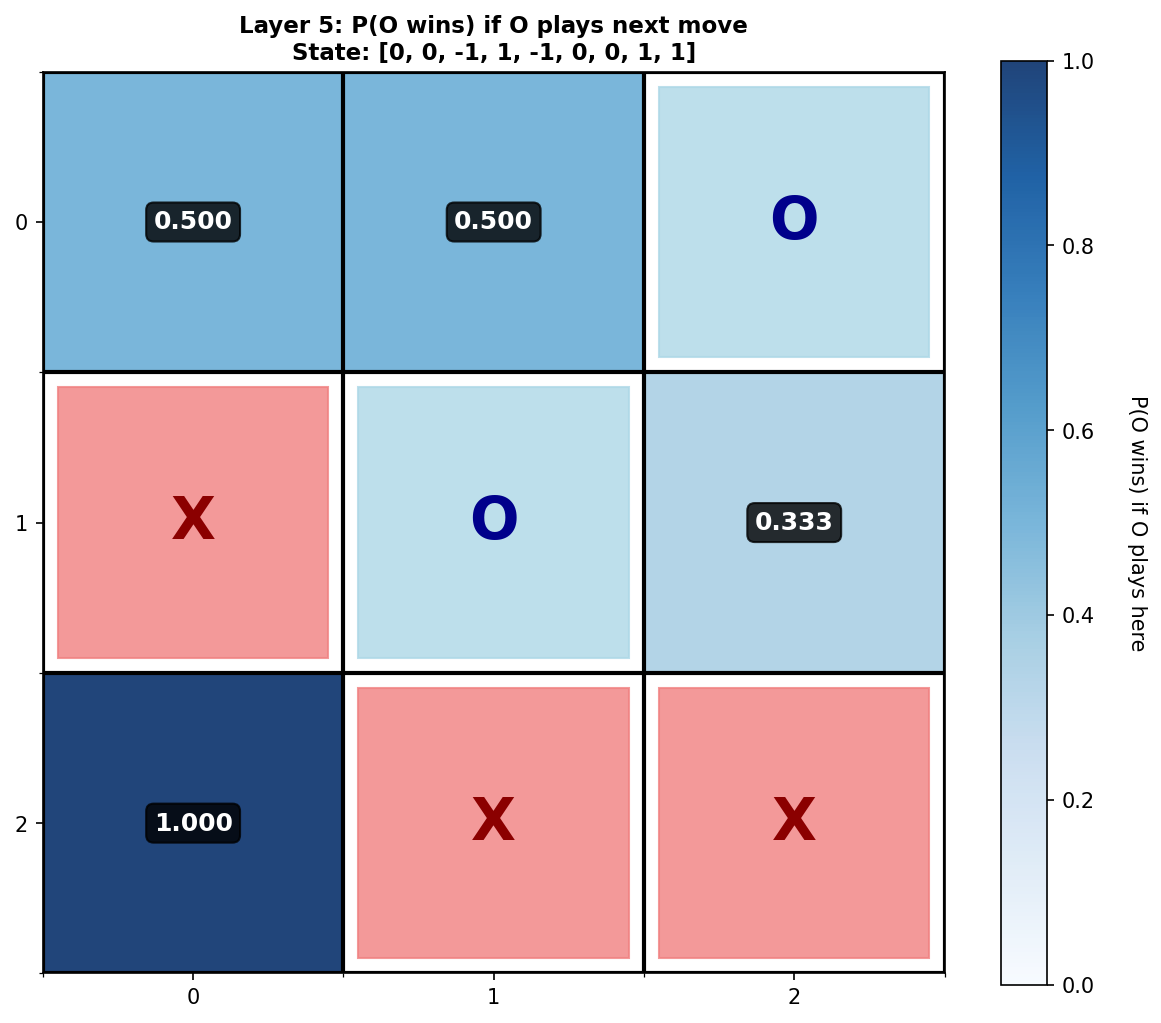 Layer 5: P(O wins) if O plays next move
State: [0, 0, -1, 1, -1, 0, 0, 1, 1]
0
0.500
0.500
O
1
X
O
0.333
2
1.000
X
X
0
1
2
1.0
0.8
0.6
0.4
0.2
0.0
P(O wins) if O plays here